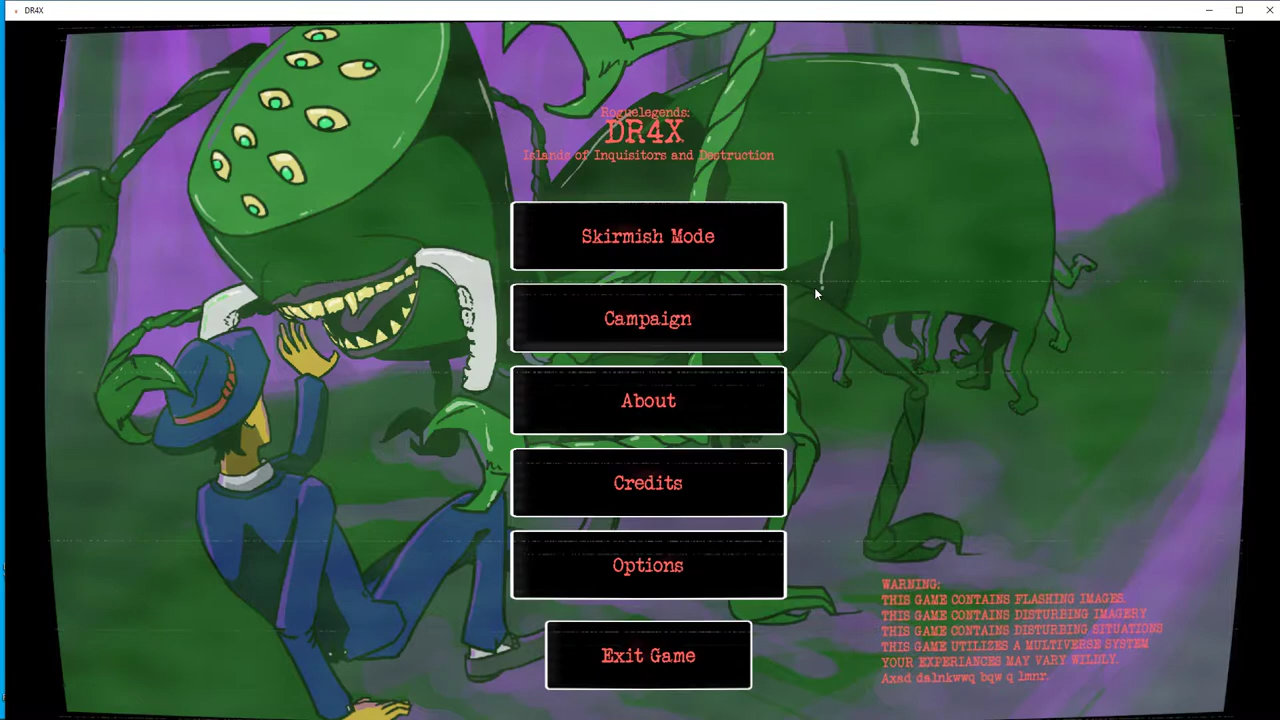 DR4X
Roguelegends:
DR4X
Islands of Inquisitors and Destruction
Skirmish Mode
Campaign
About
Credits
Options
Exit Game
WARNING:
THIS GAME CONTAINS FLASHING IMAGES.
THIS GAME CONTAINS DISTURBING IMAGERY
THIS GAME CONTAINS DISTURBING SITUATIONS
THIS GAME UTILIZES A MULTIVERSE SYSTEM
YOUR EXPERIANCES MAY VARY WILDLY.
Axad dalnkwwq bqw q lmnr.